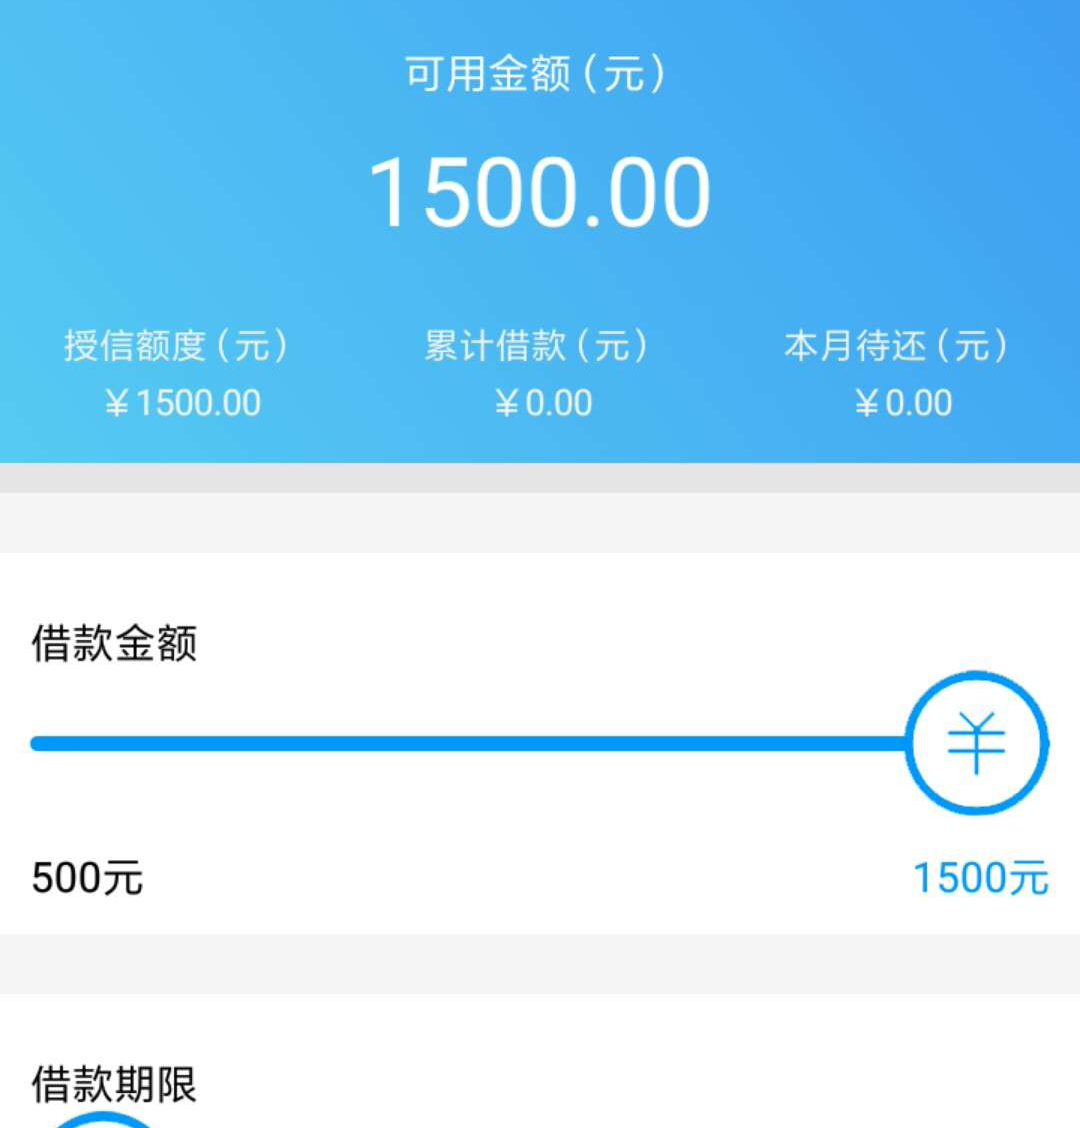 可用金额(元)
1500.00
授信额度(元) 累计借款(元) 本月待还(元)
￥1500.00 ￥0.00 ￥0.00
借款金额
￥
500元 1500元
借款期限